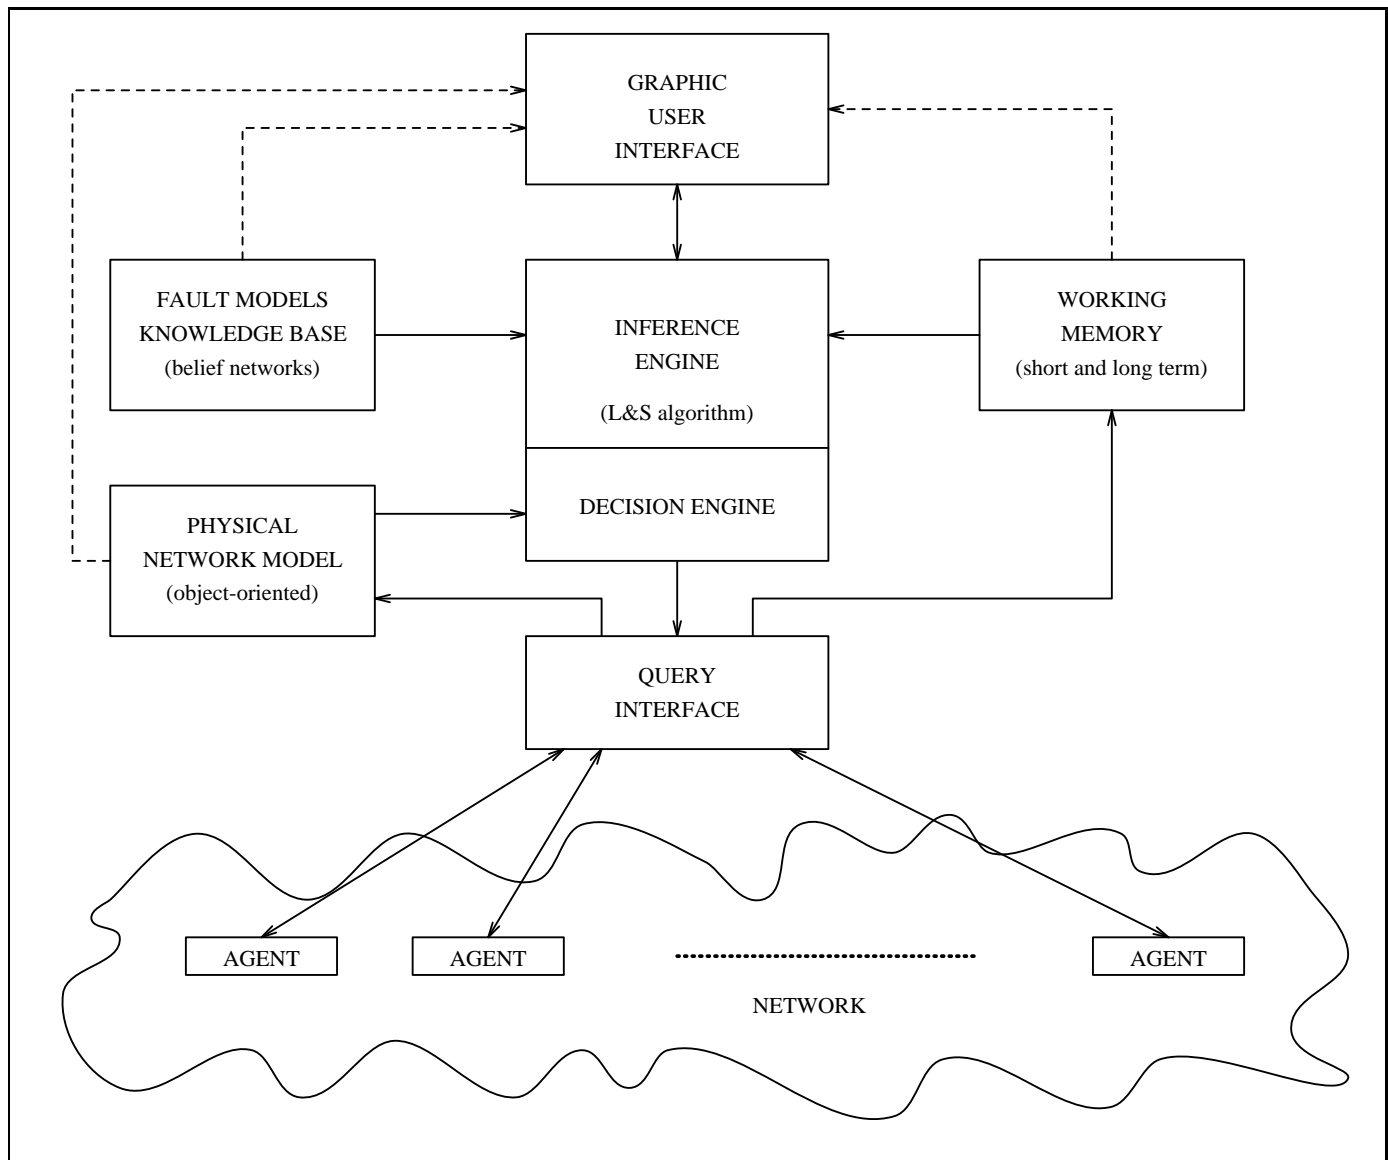 GRAPHIC
USER
INTERFACE
FAULT MODELS
KNOWLEDGE BASE
(belief networks)
INFERENCE
ENGINE
(L&S algorithm)
WORKING
MEMORY
(short and long term)
DECISION ENGINE
PHYSICAL
NETWORK MODEL
(object-oriented)
QUERY
INTERFACE
AGENT
AGENT
AGENT
NETWORK